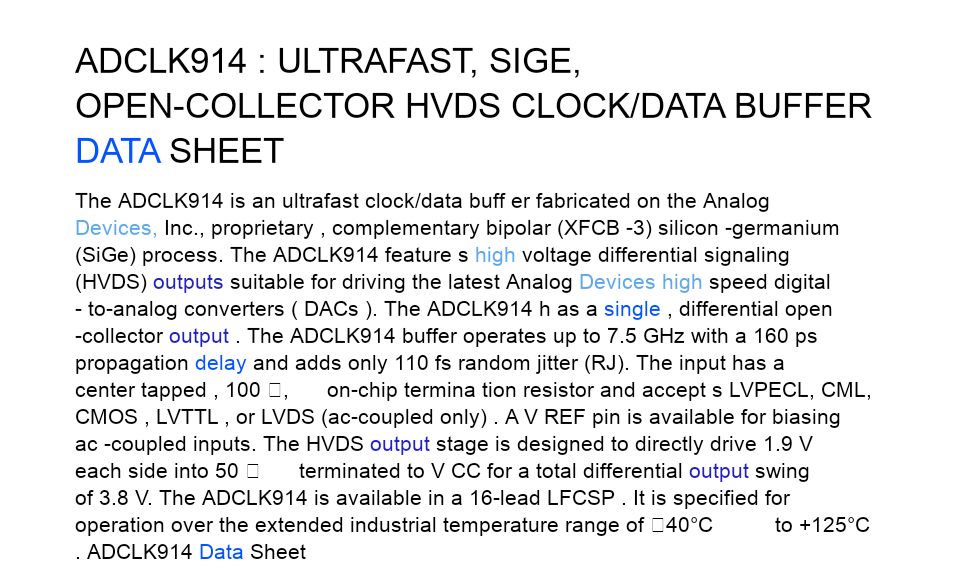 ADCLK914 : ULTRAFAST, SIGE,
OPEN-COLLECTOR HVDS CLOCK/DATA BUFFER
DATA SHEET
The ADCLK914 is an ultrafast clock/data buff er fabricated on the Analog
Devices, Inc., proprietary , complementary bipolar (XFCB -3) silicon -germanium
(SiGe) process. The ADCLK914 feature s high voltage differential signaling
(HVDS) outputs suitable for driving the latest Analog Devices high speed digital
- to-analog converters ( DACs ). The ADCLK914 h as a single , differential open
-collector output . The ADCLK914 buffer operates up to 7.5 GHz with a 160 ps
propagation delay and adds only 110 fs random jitter (RJ). The input has a
center tapped , 100 □, on-chip termina tion resistor and accept s LVPECL, CML,
CMOS , LVTTL , or LVDS (ac-coupled only) . A V REF pin is available for biasing
ac -coupled inputs. The HVDS output stage is designed to directly drive 1.9 V
each side into 50 □ terminated to V CC for a total differential output swing
of 3.8 V. The ADCLK914 is available in a 16-lead LFCSP . It is specified for
operation over the extended industrial temperature range of □40°C to +125°C
. ADCLK914 Data Sheet